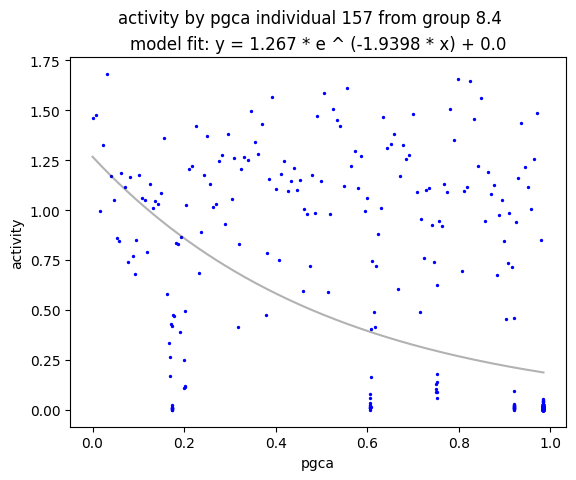 activity by pgca individual 157 from group 8.4
model fit: y = 1.267 * e ^ (-1.9398 * x) + 0.0
1.75
1.50
1.25
1.00
0.75
0.50
0.25
0.00
activity
0.0 0.2 0.4 0.6 0.8 1.0
pgca